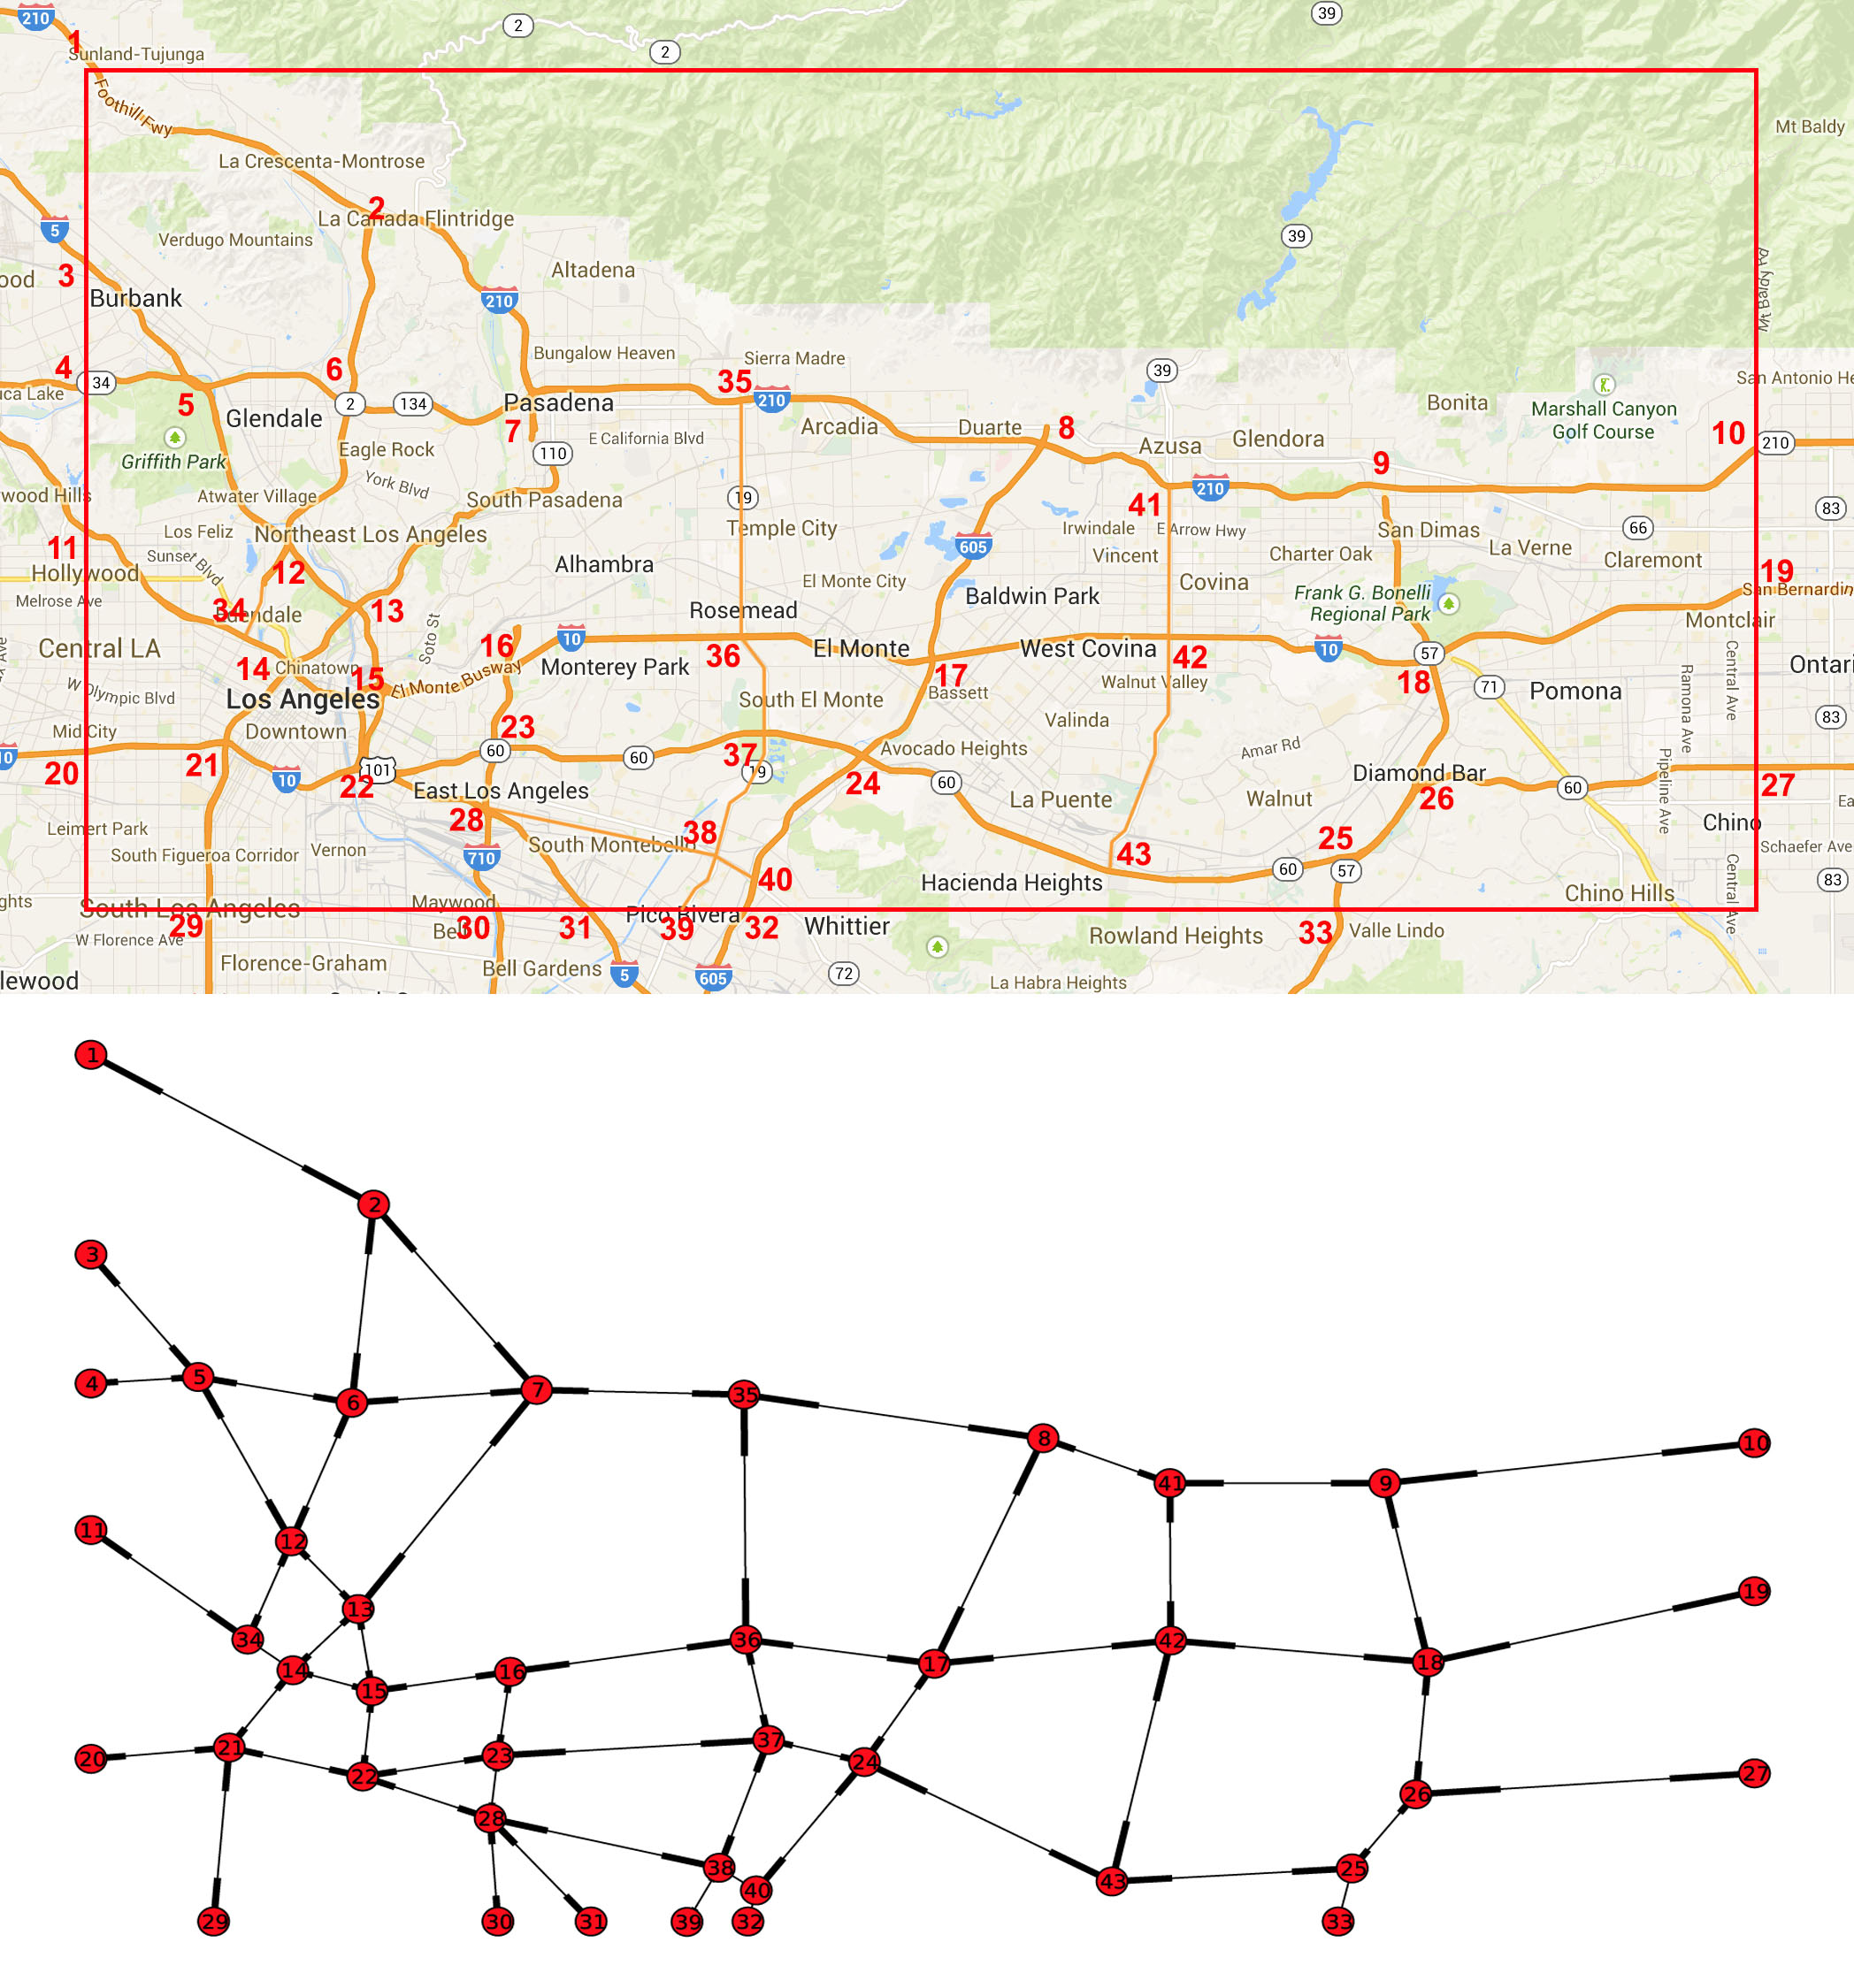 210
2
39
1
Sunland-Tujunga
2
Foothill Fwy
Mt Baldy
La Crescenta-Montrose
2
La Canada Flintridge
5
Verdugo Mountains
39
3
Altadena
Burbank
210
Mt Baldy Rd
Bungalow Heaven
Sierra Madre
4
34
6
35
39
San Antonio He
uca Lake
5
2
134
Pasadena
210
Bonita
Marshall Canyon
Golf Course
Glendale
7
E California Blvd
Arcadia
Duarte
8
Azusa
Glendora
10
210
Griffith Park
Eagle Rock
110
9
wood Hills
Atwater Village
York Blvd
South Pasadena
19
41
210
83
Los Feliz
Northeast Los Angeles
Temple City
Irwindale
E Arrow Hwy
San Dimas
66
11
Sunset Blvd
605
Vincent
Charter Oak
La Verne
Claremont
Hollywood
12
Alhambra
El Monte City
Covina
19
Melrose Ave
34
Edendale
13
Rosemead
Baldwin Park
Frank G. Bonelli
Regional Park
San Bernardin
Montclair
Central LA
14
Chinatown
Soto St
16
10
36
El Monte
West Covina
42
10
57
Central Ave
Ontari
W Olympic Blvd
15
El Monte Busway
Monterey Park
17
Bassett
Walnut Valley
18
71
Pomona
Ramona Ave
Los Angeles
South El Monte
Valinda
83
Mid City
Downtown
23
10
20
21
10
101
22
60
60
37
19
Avocado Heights
24
60
Amar Rd
Diamond Bar
26
60
Pipeline Ave
27
East Los Angeles
La Puente
Walnut
Ea
Leimert Park
28
38
Chino
South Figueroa Corridor
Vernon
710
South Montebell
25
Schaefer Ave
43
60
57
40
Hacienda Heights
83
ghts
South Los Angeles
Maywood
Pico Rivera
Chino Hills
Central Ave
29
W Florence Ave
Bel
30
31
39
32
Whittier
Rowland Heights
33
Valle Lindo
lewood
Florence-Graham
Bell Gardens
5
605
72
La Habra Heights
1
2
3
4
5
6
7
35
8
10
41
9
11
12
13
19
34
14
15
16
36
17
42
18
20
21
22
23
37
24
26
27
28
38
40
43
25
29
30
31
39
32
33